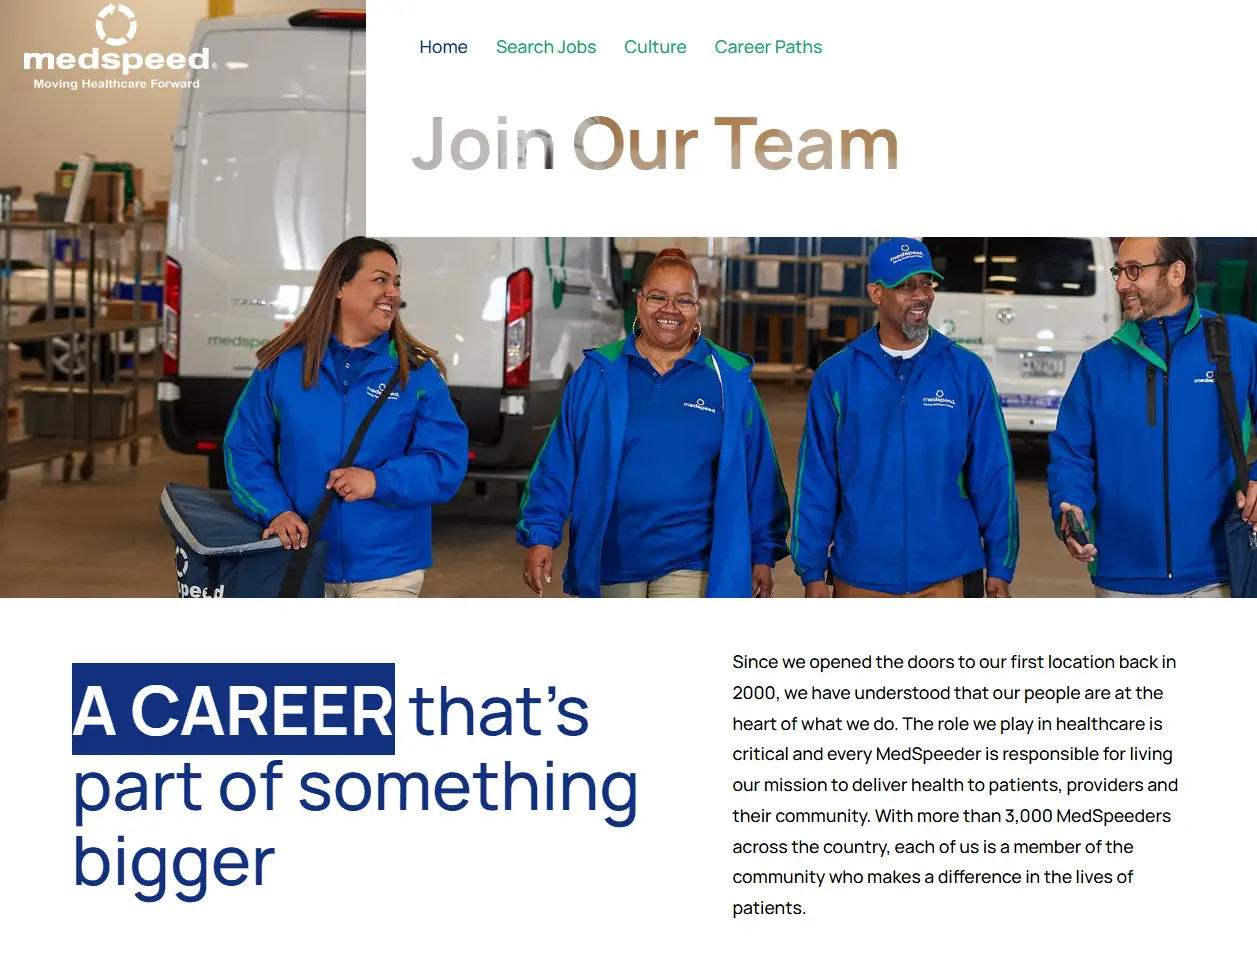 medspeed®
Moving Healthcare Forward
Home Search Jobs Culture Career Paths
Join Our Team
medspeed
medspeed
medspeed
medspeed
A CAREER that's
part of something
bigger
Since we opened the doors to our first location back in
2000, we have understood that our people are at the
heart of what we do. The role we play in healthcare is
critical and every MedSpeeder is responsible for living
our mission to deliver health to patients, providers and
their community. With more than 3,000 MedSpeeders
across the country, each of us is a member of the
community who makes a difference in the lives of
patients.